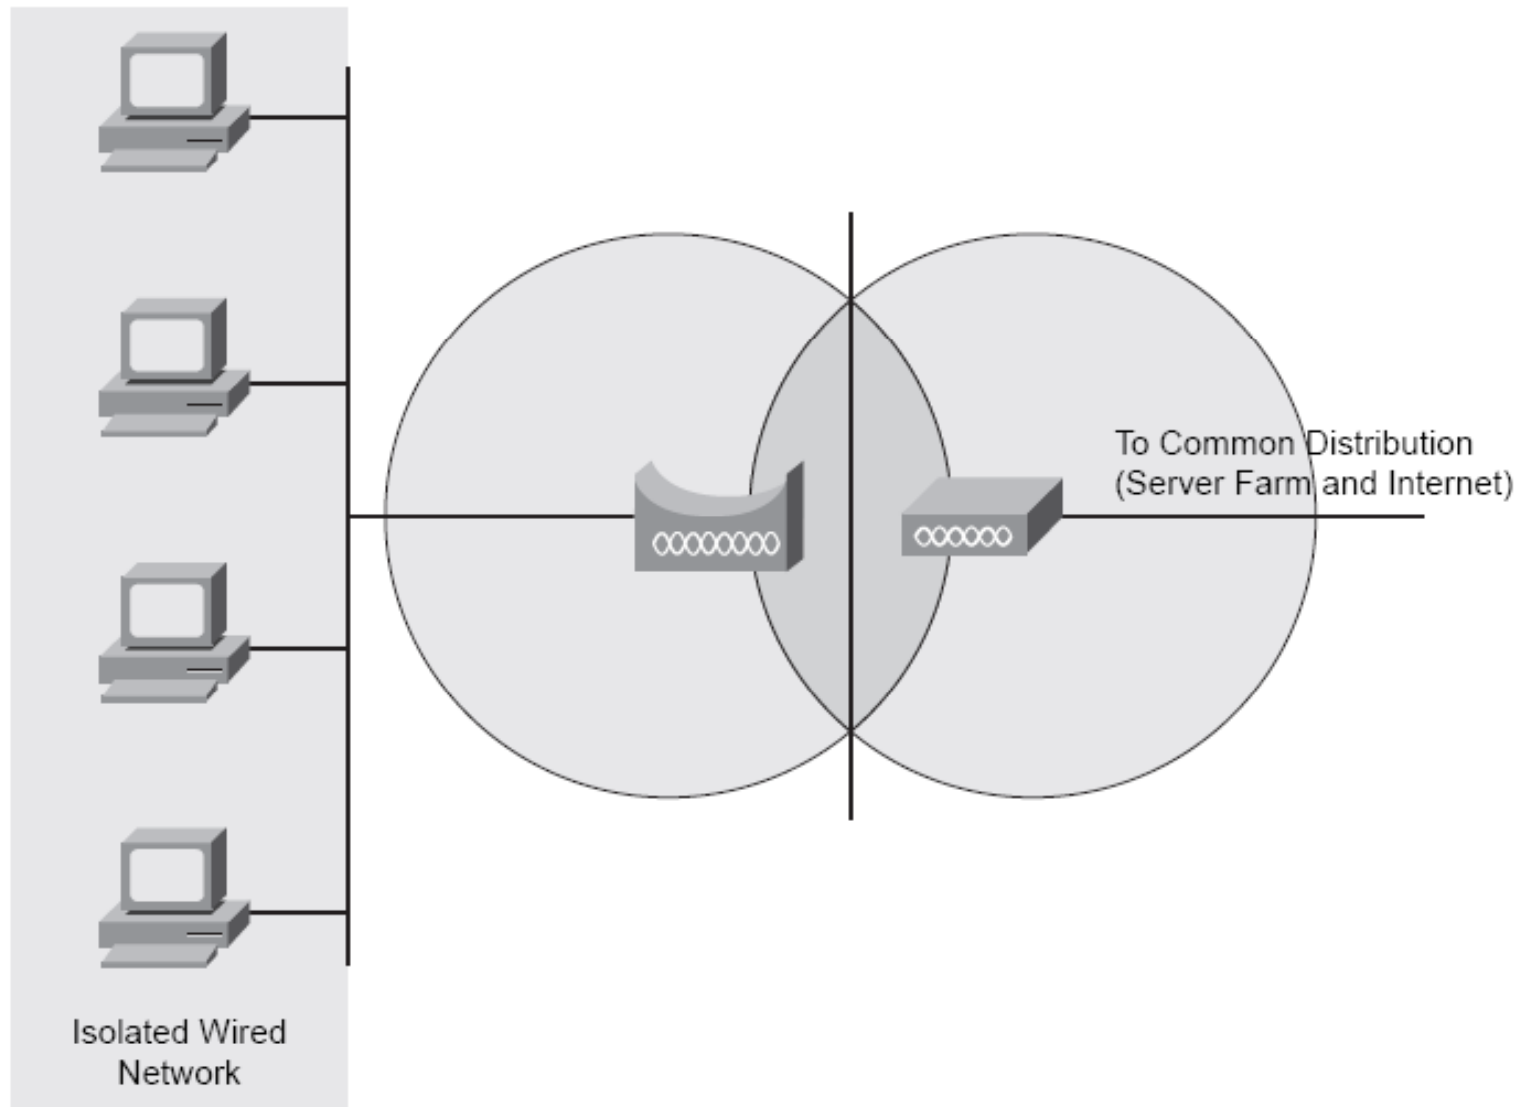 To Common Distribution
(Server Farm and Internet)
Isolated Wired
Network